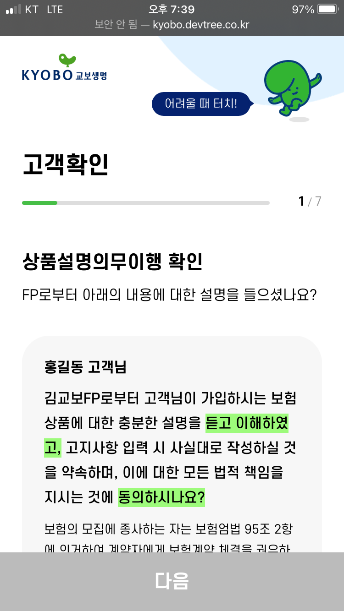 KT LTE 오후 7:39 97%
보안 안 됨 — kyobo.devtree.co.kr
KYOBO 교보생명
어려울 때 터치!
고객확인
1 / 7
상품설명의무이행 확인
FP로부터 아래의 내용에 대한 설명을 들으셨나요?
홍길동 고객님
김교보FP로부터 고객님이 가입하시는 보험
상품에 대한 충분한 설명을 듣고 이해하였
고, 고지사항 입력 시 사실대로 작성하실 것
을 약속하며, 이에 대한 모든 법적 책임을
지시는 것에 동의하시나요?
보험의 모집에 종사하는 자는 보험업법 95조 2항
에 의거하여 계약자에게 보험계약 체결을 권유하
다음